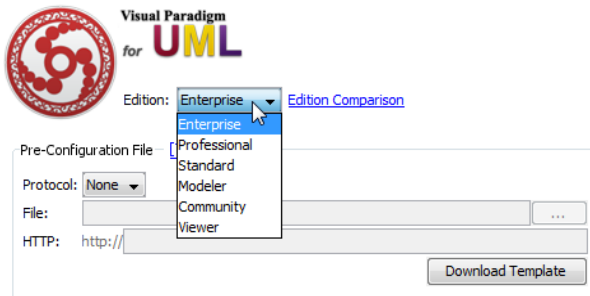 Visual Paradigm
for UML
Edition: Enterprise Edition Comparison
Enterprise
Professional
Standard
Modeler
Community
Viewer
Pre-Configuration File [
Protocol: None
File: ...
HTTP: http://
Download Template